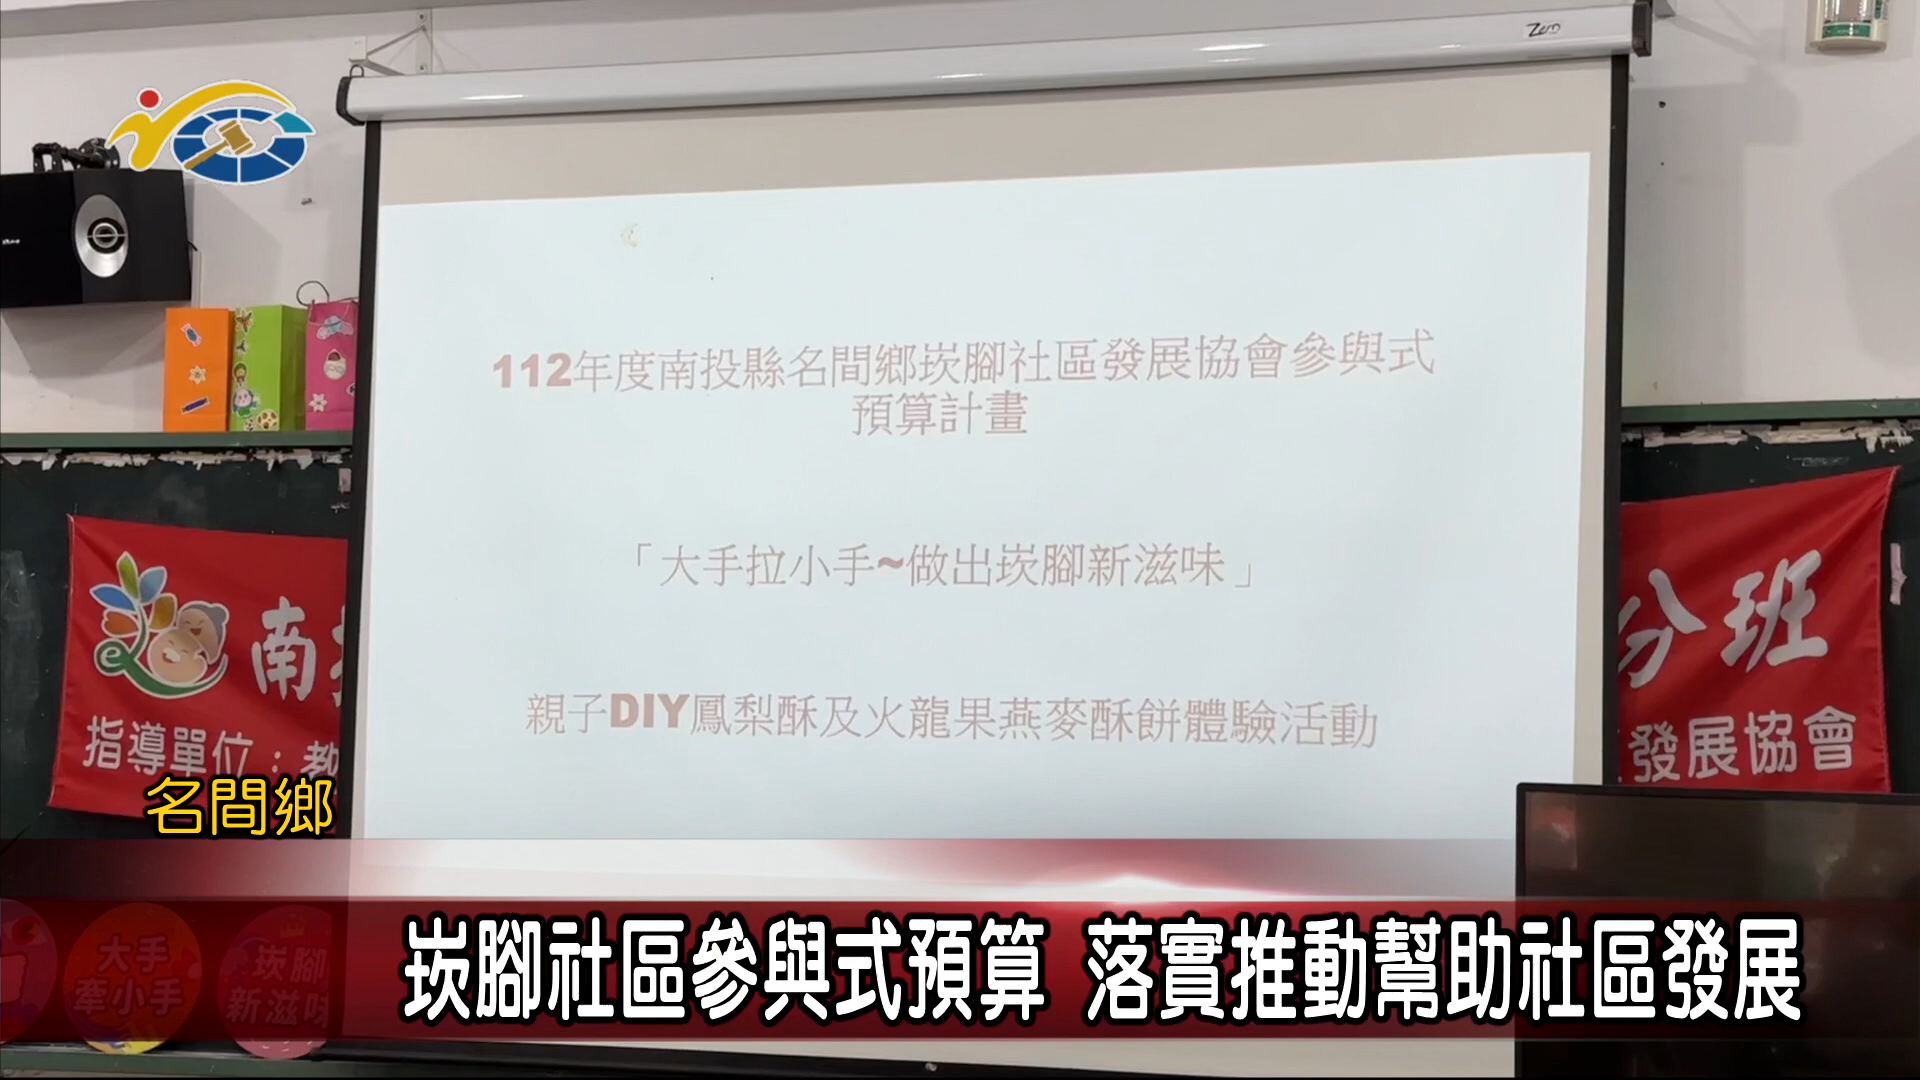 Zero
112年度南投縣名間鄉崁腳社區發展協會參與式
預算計畫
「大手拉小手~做出崁腳新滋味」
親子DIY鳳梨酥及火龍果燕麥酥餅體驗活動
南
指導單位：教
分班
發展協會
名間鄉
崁腳社區參與式預算 落實推動幫助社區發展
大手
牽小手
崁腳
新滋味